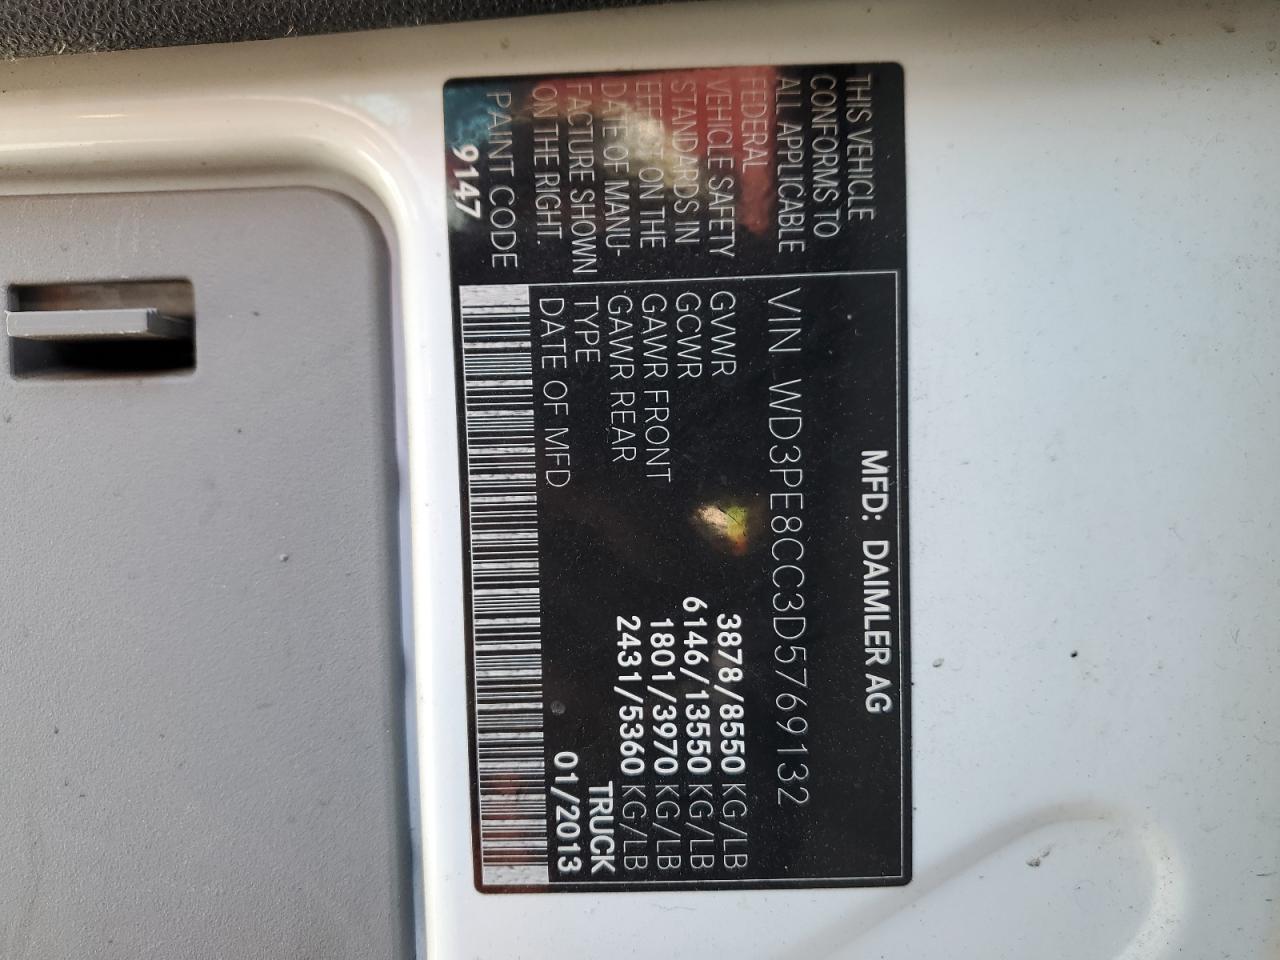 MFD: DAIMLER AG
THIS VEHICLE
CONFORMS TO
ALL APPLICABLE
FEDERAL
VEHICLE SAFETY
STANDARDS IN
EFFECT ON THE
DATE OF MANU-
FACTURE SHOWN
ON THE RIGHT.
PAINT CODE
9147
VIN WD3PE8CC3D5769132
GVWR 3878/8550 KG/LB
GCWR 6146/13550 KG/LB
GAWR FRONT 1801/3970 KG/LB
GAWR REAR 2431/5360 KG/LB
TYPE TRUCK
DATE OF MFD 01/2013